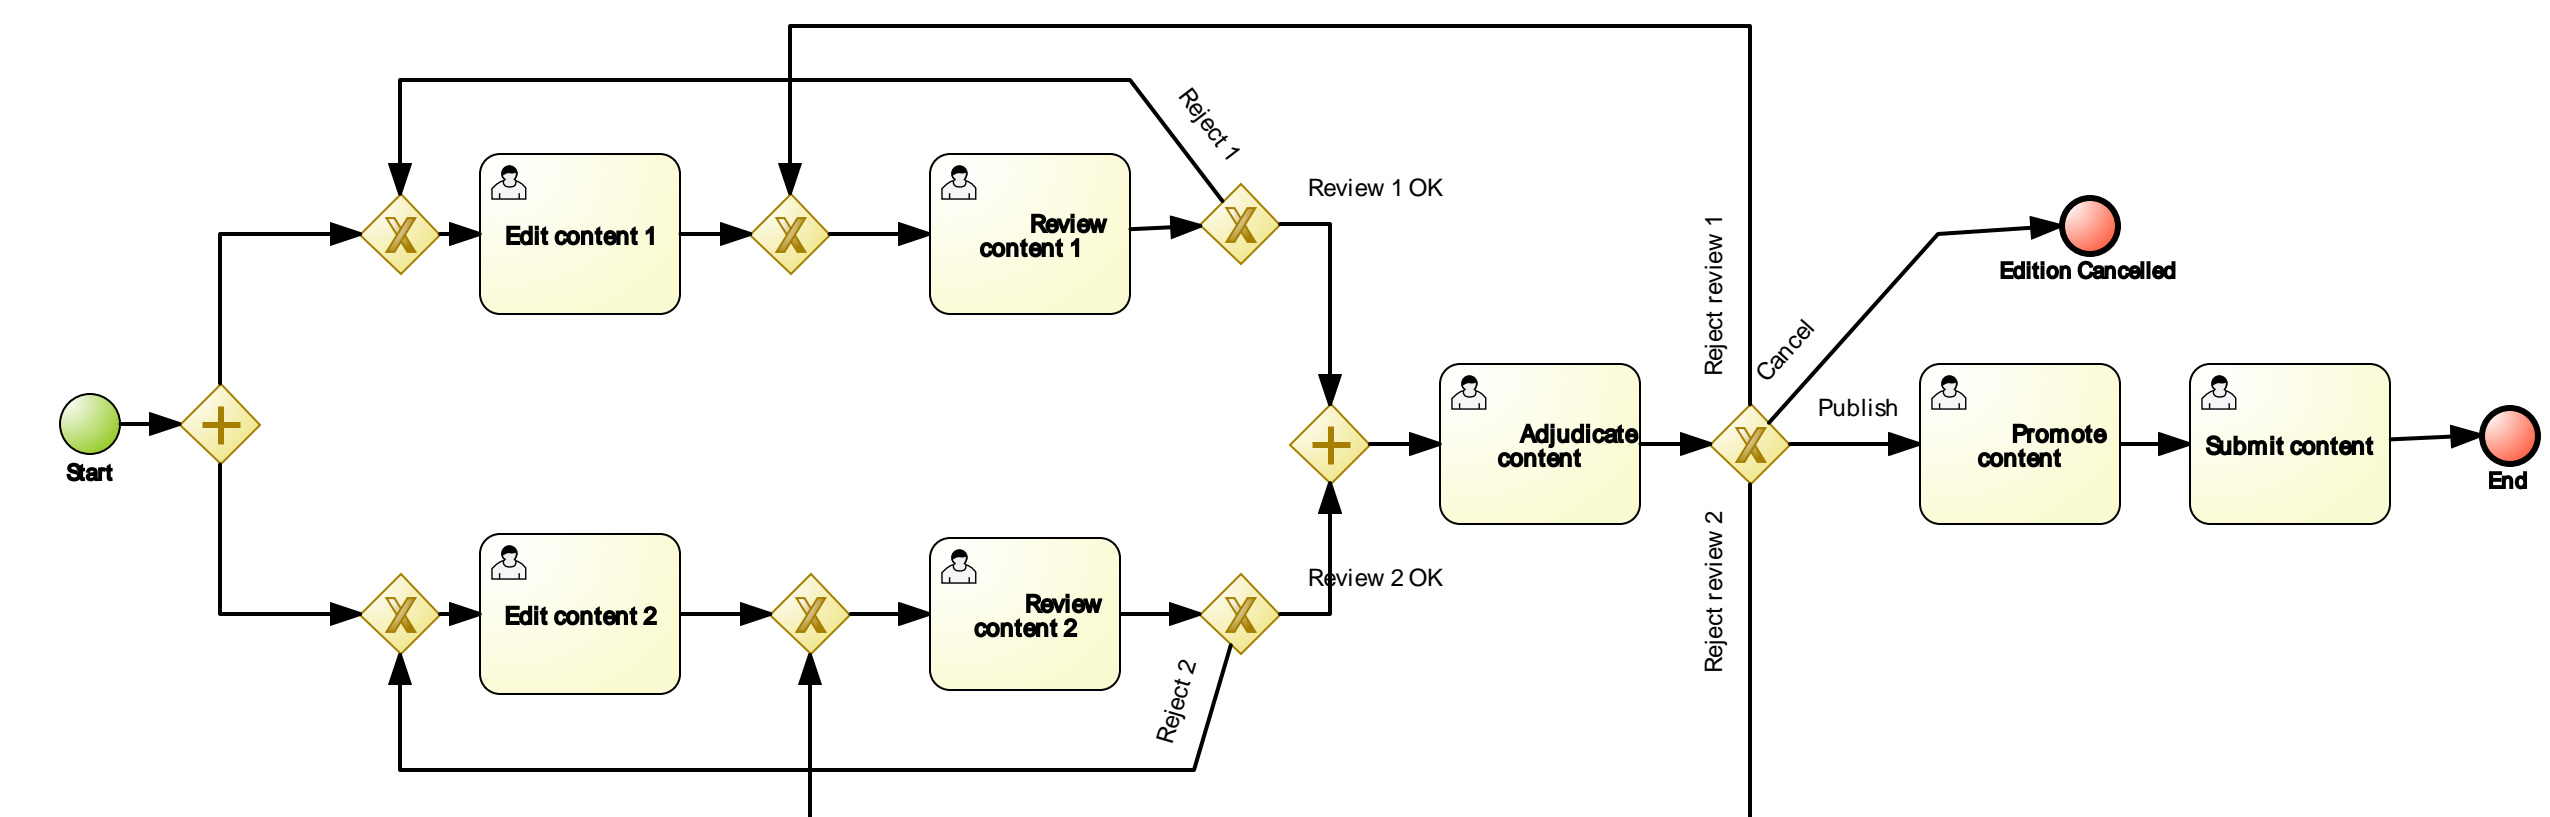 Reject 1
Review 1 OK
Edit content 1
Review
content 1
Reject review 1
Edition Cancelled
Cancel
Publish
Start
Adjudicate
content
Promote
content
Submit content
End
Review 2 OK
Edit content 2
Review
content 2
Reject review 2
Reject 2